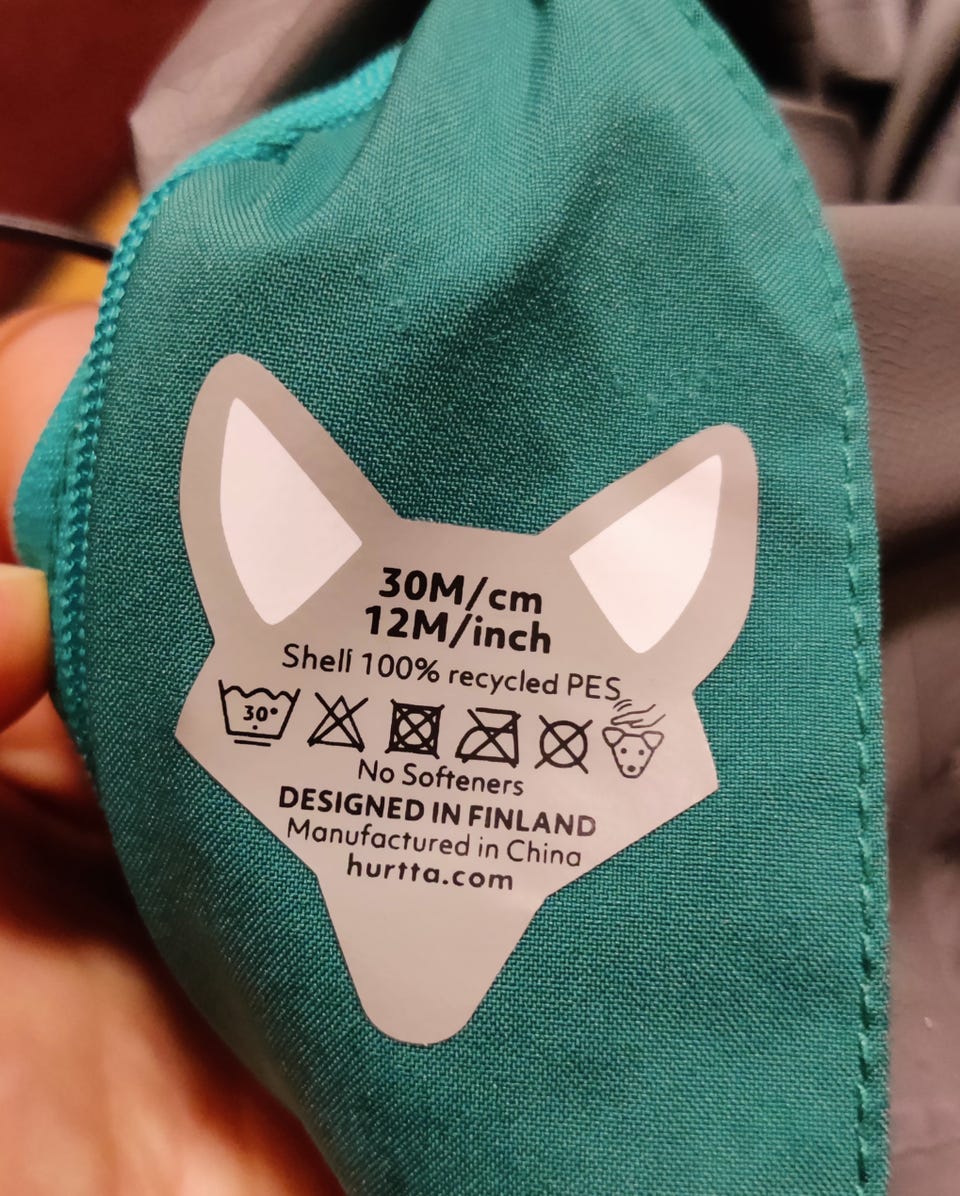 30M/cm
12M/inch
Shell 100% recycled PES
30°
No Softeners
DESIGNED IN FINLAND
Manufactured in China
hurtta.com